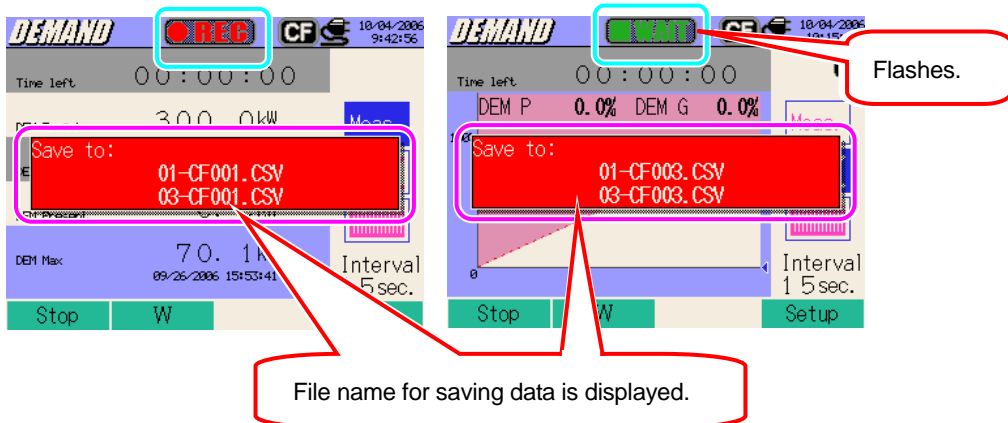 DEMAND REC CF 10/04/2006
9:42:56
Time left 00:00:00
300.0kW
Meas.
Save to:
01-CF001.CSV
03-CF001.CSV
DEM Present
DEM Max 70.1k
09/26/2006 15:53:41
Interval
15sec.
Stop W
DEMAND WAIT CF 10/04/2006
Time left 00:00:00
DEM P 0.0% DEM G 0.0%
Meas.
Save to:
01-CF003.CSV
03-CF003.CSV
0
Interval
15sec.
Stop W Setup
Flashes.
File name for saving data is displayed.